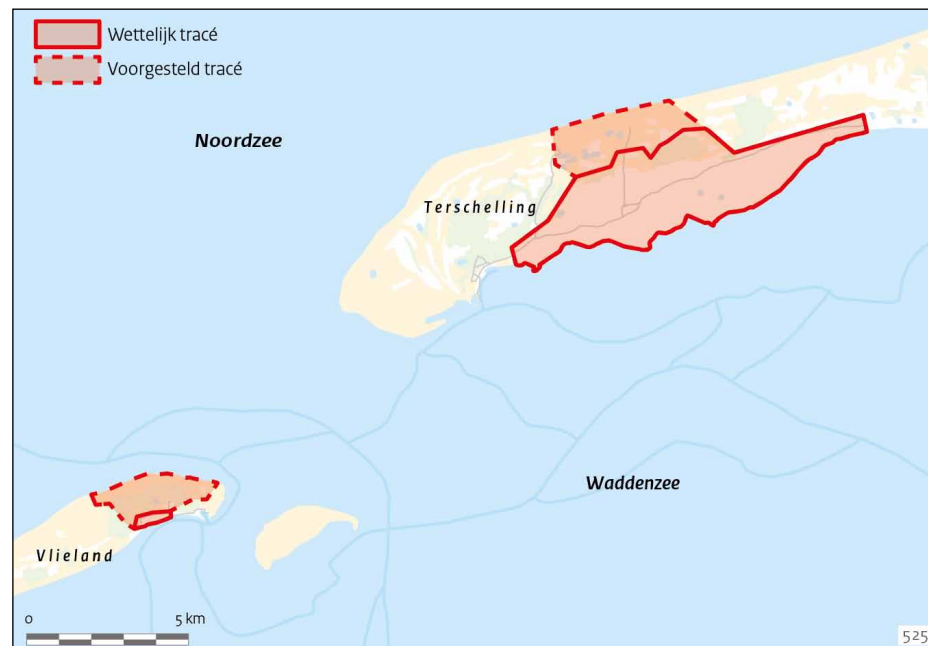 Wettelijk tracé
Voorgesteld tracé
Noordzee
Terschelling
Waddenzee
Vlieland
0 5 km
525